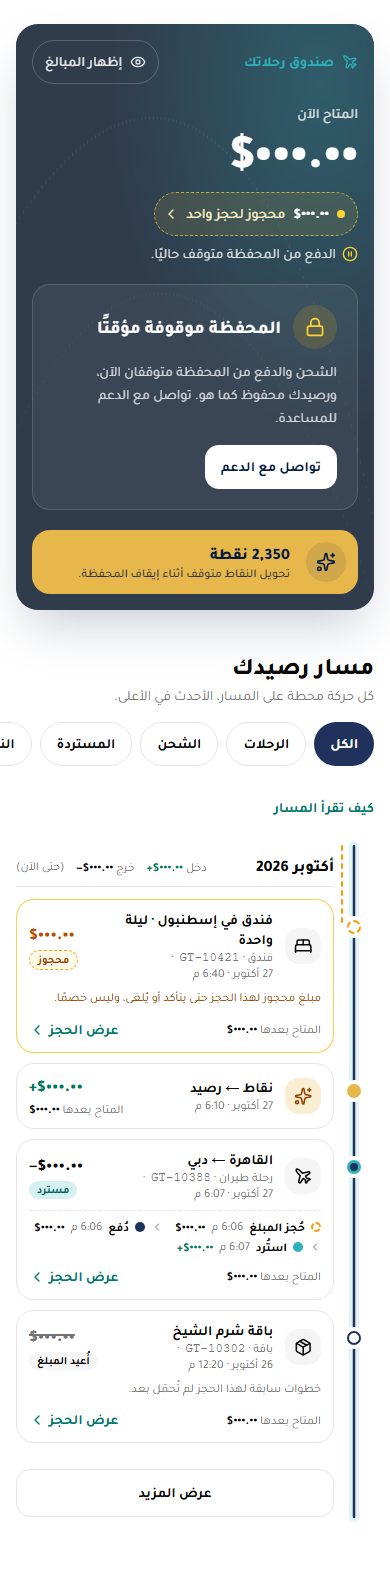 صندوق رحلاتك
إظهار المبالغ
المتاح الآن
$•••.••
$•••.•• محجوز لحجز واحد
الدفع من المحفظة متوقف حاليًا.
المحفظة موقوفة مؤقتًا
الشحن والدفع من المحفظة متوقفان الآن،
ورصيدك محفوظ كما هو. تواصل مع الدعم
للمساعدة.
تواصل مع الدعم
2,350 نقطة
تحويل النقاط متوقف أثناء إيقاف المحفظة.
مسار رصيدك
كل حركة محطة على المسار، الأحدث في الأعلى.
الكل
الرحلات
الشحن
المستردة
كيف تقرأ المسار
أكتوبر 2026
دخل +$•••.•• خرج −$•••.•• (حتى الآن)
فندق في إسطنبول · ليلة
واحدة
فندق · GT-10421 ·
27 أكتوبر · 6:40 م
$•••.••
محجوز
مبلغ محجوز لهذا الحجز حتى يتأكد أو يُلغى، وليس خصمًا.
المتاح بعدها $•••.••
عرض الحجز
نقاط ← رصيد
27 أكتوبر · 6:10 م
+$•••.••
المتاح بعدها $•••.••
القاهرة ← دبي
رحلة طيران · GT-10388 ·
27 أكتوبر · 6:07 م
−$•••.••
مسترد
حُجز المبلغ 6:06 م $•••.••
دُفع 6:06 م $•••.••
استُرد 6:07 م +$•••.••
المتاح بعدها $•••.••
عرض الحجز
باقة شرم الشيخ
باقة · GT-10302 ·
26 أكتوبر · 12:20 م
$•••.••
أُعيد المبلغ
خطوات سابقة لهذا الحجز لم تُحمّل بعد.
المتاح بعدها $•••.••
عرض الحجز
عرض المزيد